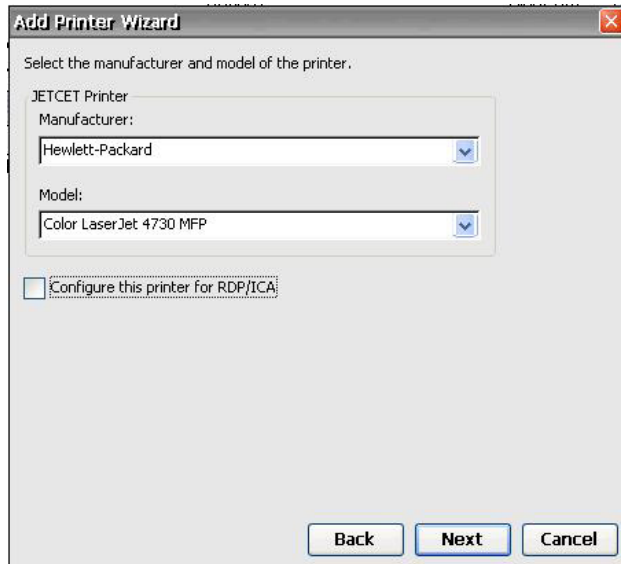 Add Printer Wizard
Select the manufacturer and model of the printer.
JETCET Printer
Manufacturer:
Hewlett-Packard
Model:
Color LaserJet 4730 MFP
Configure this printer for RDP/ICA
Back Next Cancel